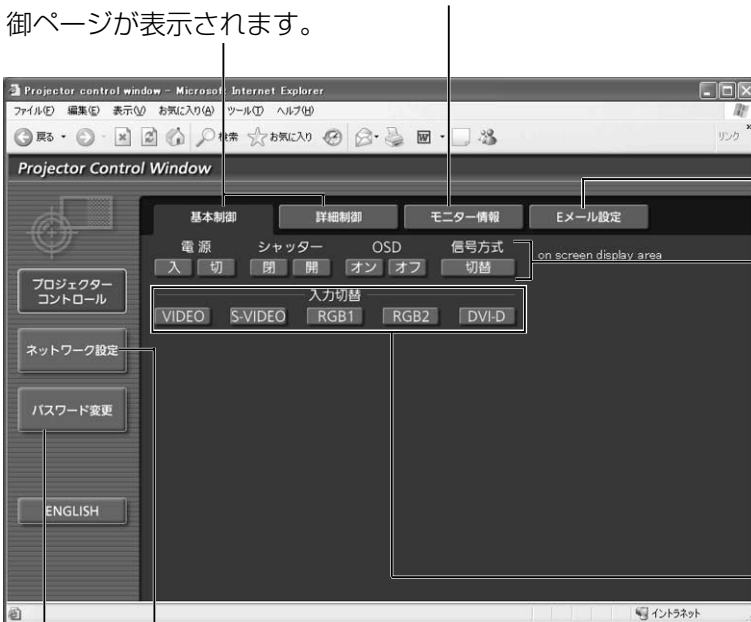 御ページが表示されます。
Projector control window - Microsoft Internet Explorer
ファイル(F) 編集(E) 表示(V) お気に入り(A) ツール(T) ヘルプ(H)
戻る 検索 お気に入り リンク
Projector Control Window
基本制御 詳細制御 モニター情報 Eメール設定
電源 シャッター OSD 信号方式
入 切 閉 開 オン オフ 切替
on screen display area
入力切替
VIDEO S-VIDEO RGB1 RGB2 DVI-D
プロジェクター
コントロール
ネットワーク設定
パスワード変更
ENGLISH
イントラネット